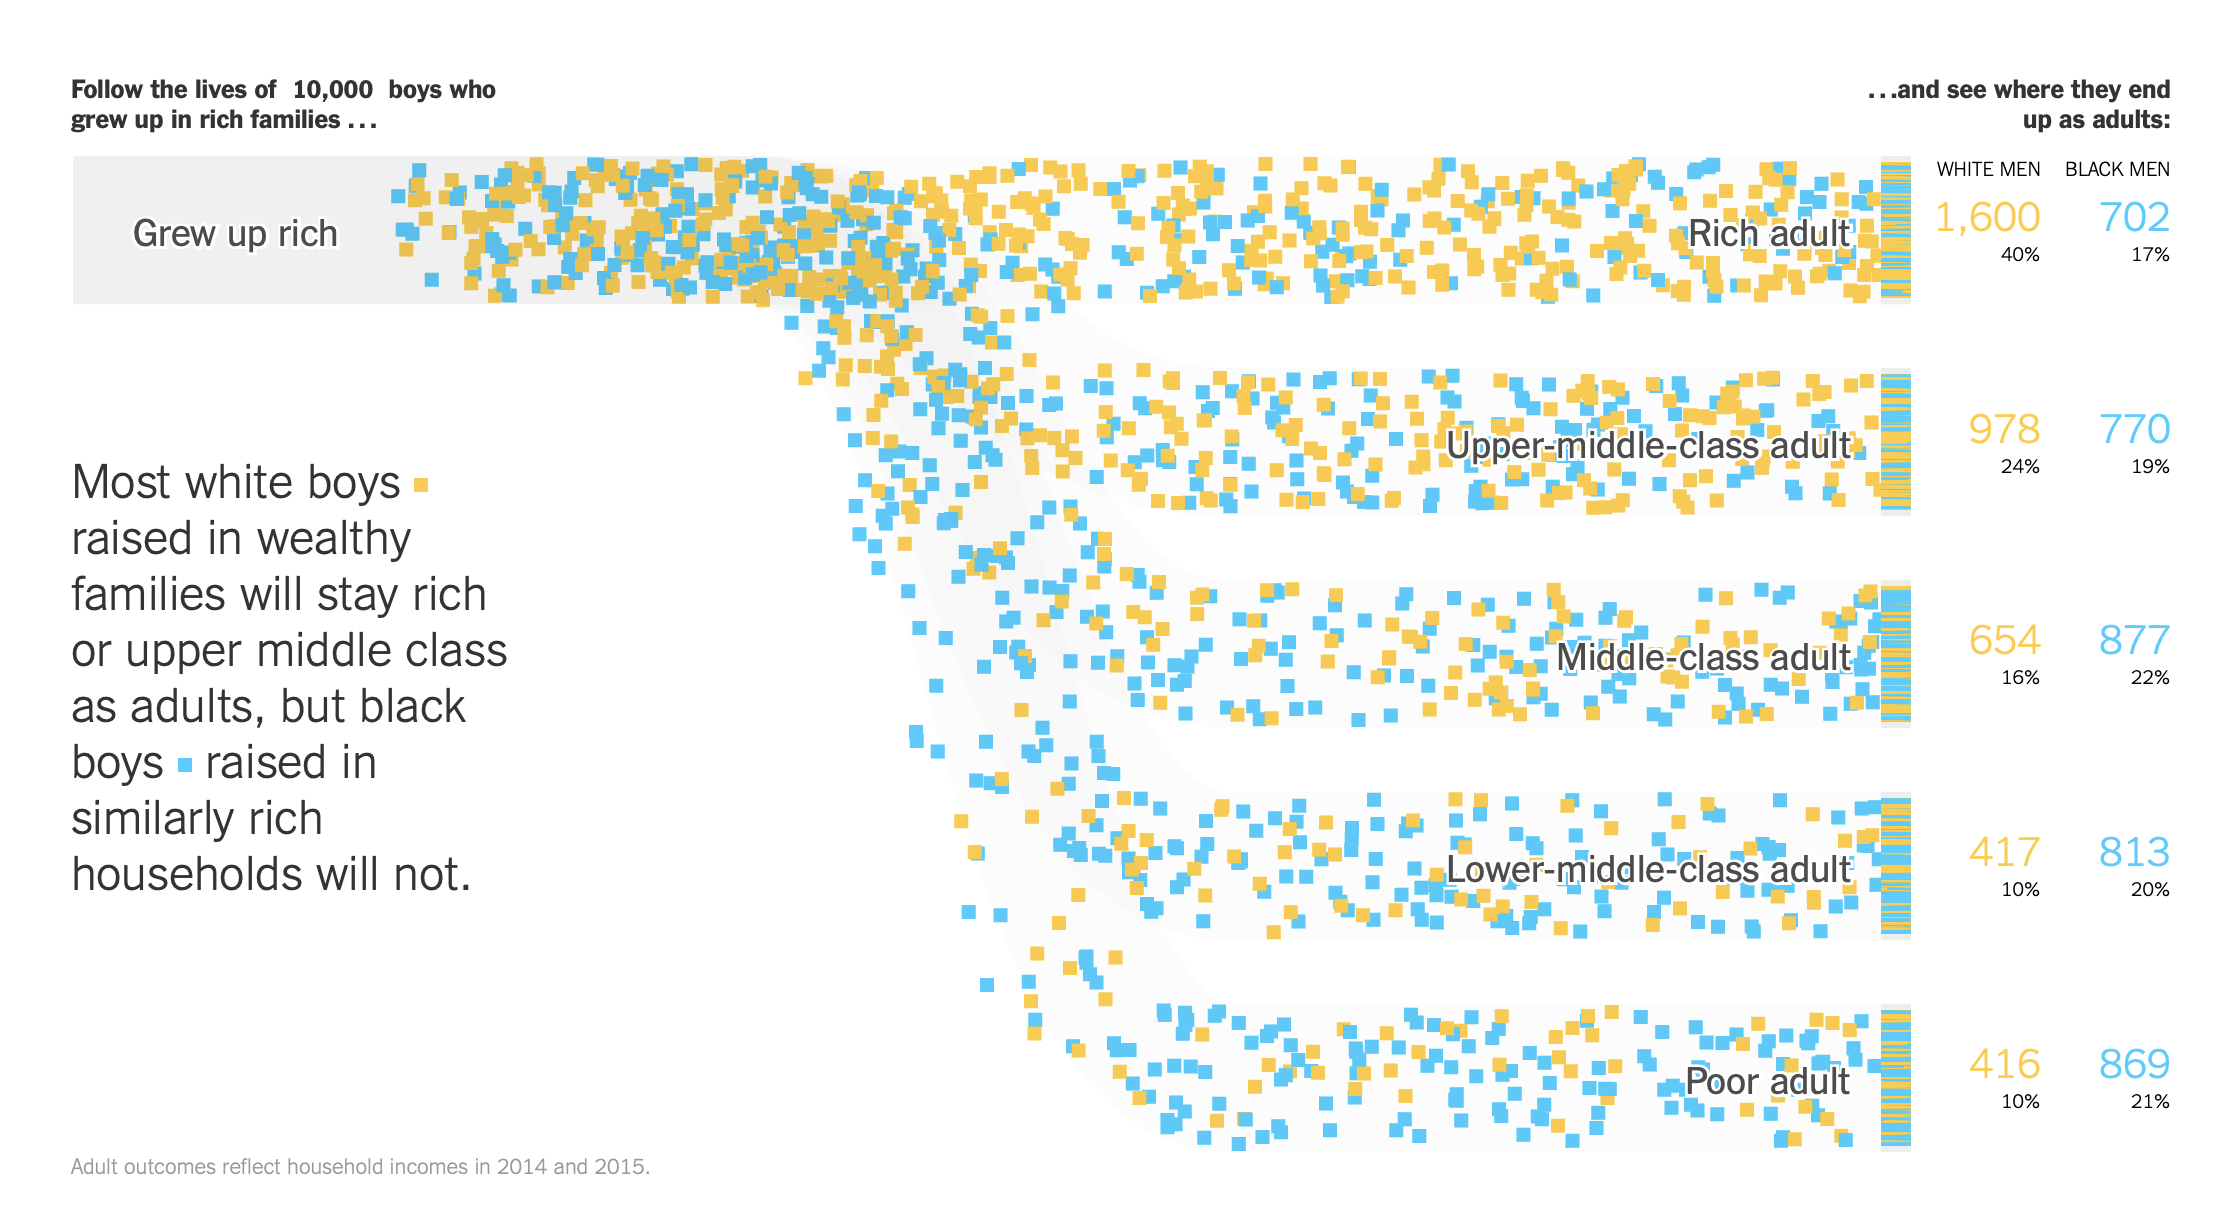 Follow the lives of 10,000 boys who
grew up in rich families . . .
. . .and see where they end
up as adults:
WHITE MEN BLACK MEN
Grew up rich
Rich adult
1,600 702
40% 17%
Upper-middle-class adult
978 770
24% 19%
Most white boys
raised in wealthy
families will stay rich
or upper middle class
as adults, but black
boys raised in
similarly rich
households will not.
Middle-class adult
654 877
16% 22%
Lower-middle-class adult
417 813
10% 20%
Poor adult
416 869
10% 21%
Adult outcomes reflect household incomes in 2014 and 2015.